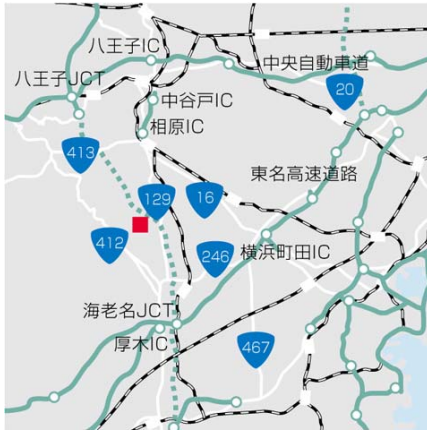 八王子IC
中央自動車道
八王子JCT
20
中谷戸IC
相原IC
413
東名高速道路
129
16
412
246
横浜町田IC
海老名JCT
厚木IC
467